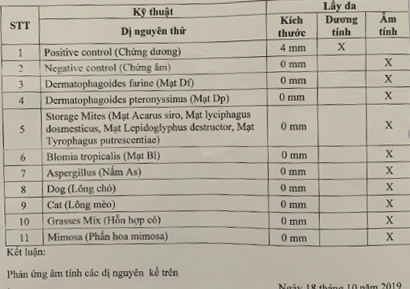 STT Kỹ thuật Lẩy da
Dị nguyên thử Kích thước Dương tính Âm tính
1 Positive control (Chứng dương) 4 mm X
2 Negative control (Chứng âm) 0 mm X
3 Dermatophagoides farine (Mạt Df) 0 mm X
4 Dermatophagoides pteronyssinus (Mạt Dp) 0 mm X
5 Storage Mites (Mạt Acarus siro, Mạt lyciphagus
dosmesticus, Mạt Lepidoglyphus destructor, Mạt
Tyrophagus putrescentiae) 0 mm X
6 Blomia tropicalis (Mạt Bl) 0 mm X
7 Aspergillus (Nấm As) 0 mm X
8 Dog (Lông chó) 0 mm X
9 Cat (Lông mèo) 0 mm X
10 Grasses Mix (Hỗn hợp cỏ) 0 mm X
11 Mimosa (Phấn hoa mimosa) 0 mm X
Kết luận:
Phản ứng âm tính các dị nguyên kể trên
Ngày 18 tháng 10 năm 2019